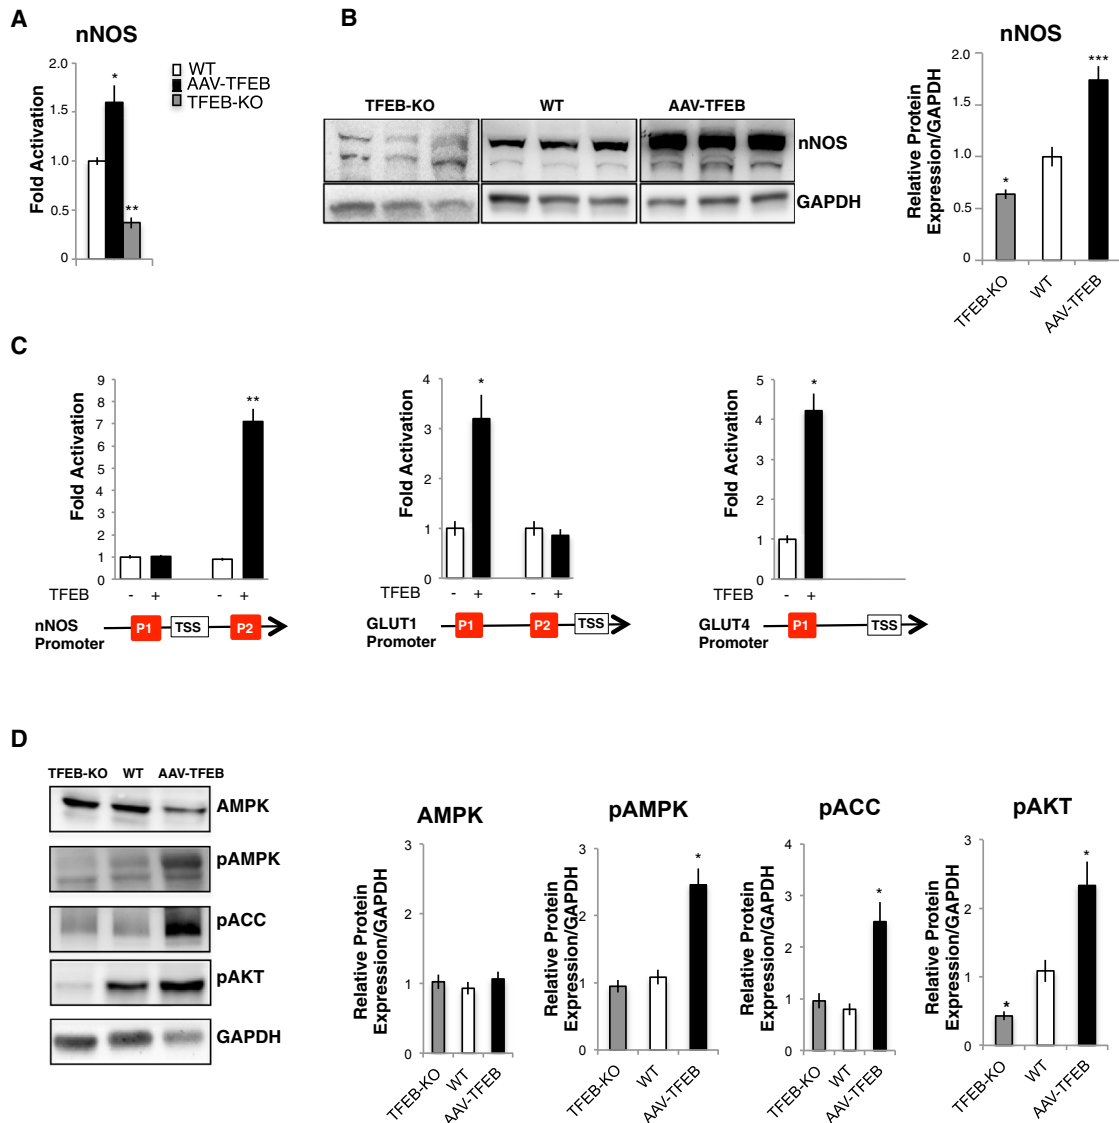 A
nNOS
Fold Activation
2.0
1.5
1.0
0.5
0
*
**
WT
AAV-TFEB
TFEB-KO
B
TFEB-KO WT AAV-TFEB
nNOS
GAPDH
nNOS
Relative Protein
Expression/GAPDH
2.0
1.5
1.0
0.5
0
*
***
TFEB-KO
WT
AAV-TFEB
C
Fold Activation
9
8
7
6
5
4
3
2
1
0
**
TFEB - + - +
nNOS
Promoter
P1 TSS P2
Fold Activation
4
3
2
1
0
*
TFEB - + - +
GLUT1
Promoter
P1 P2 TSS
Fold Activation
5
4
3
2
1
0
*
TFEB - +
GLUT4
Promoter
P1 TSS
D
TFEB-KO WT AAV-TFEB
AMPK
pAMPK
pACC
pAKT
GAPDH
AMPK
Relative Protein
Expression/GAPDH
3
2
1
0
TFEB-KO
WT
AAV-TFEB
pAMPK
Relative Protein
Expression/GAPDH
3
2
1
0
*
TFEB-KO
WT
AAV-TFEB
pACC
Relative Protein
Expression/GAPDH
4
3
2
1
0
*
TFEB-KO
WT
AAV-TFEB
pAKT
Relative Protein
Expression/GAPDH
3
2
1
0
*
*
TFEB-KO
WT
AAV-TFEB